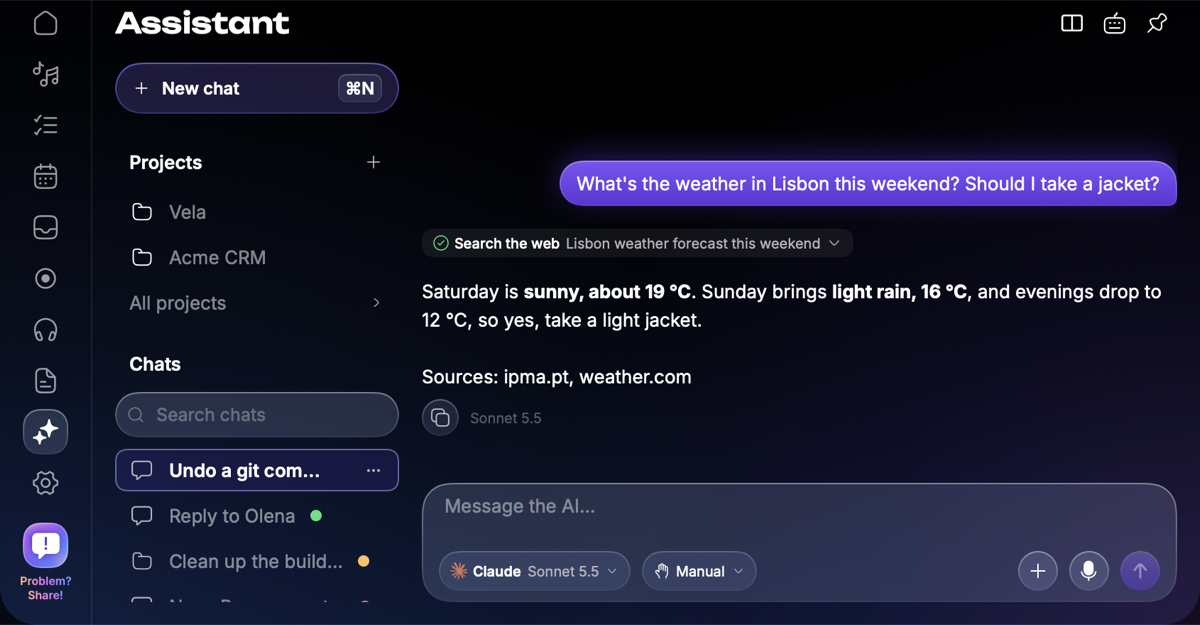 Assistant
+ New chat ⌘N
Projects +
Vela
Acme CRM
All projects
Chats
Search chats
Undo a git com... ...
Reply to Olena
Clean up the build...
Problem?
Share!
What's the weather in Lisbon this weekend? Should I take a jacket?
Search the web Lisbon weather forecast this weekend
Saturday is sunny, about 19 °C. Sunday brings light rain, 16 °C, and evenings drop to
12 °C, so yes, take a light jacket.
Sources: ipma.pt, weather.com
Sonnet 5.5
Message the AI...
Claude Sonnet 5.5 Manual